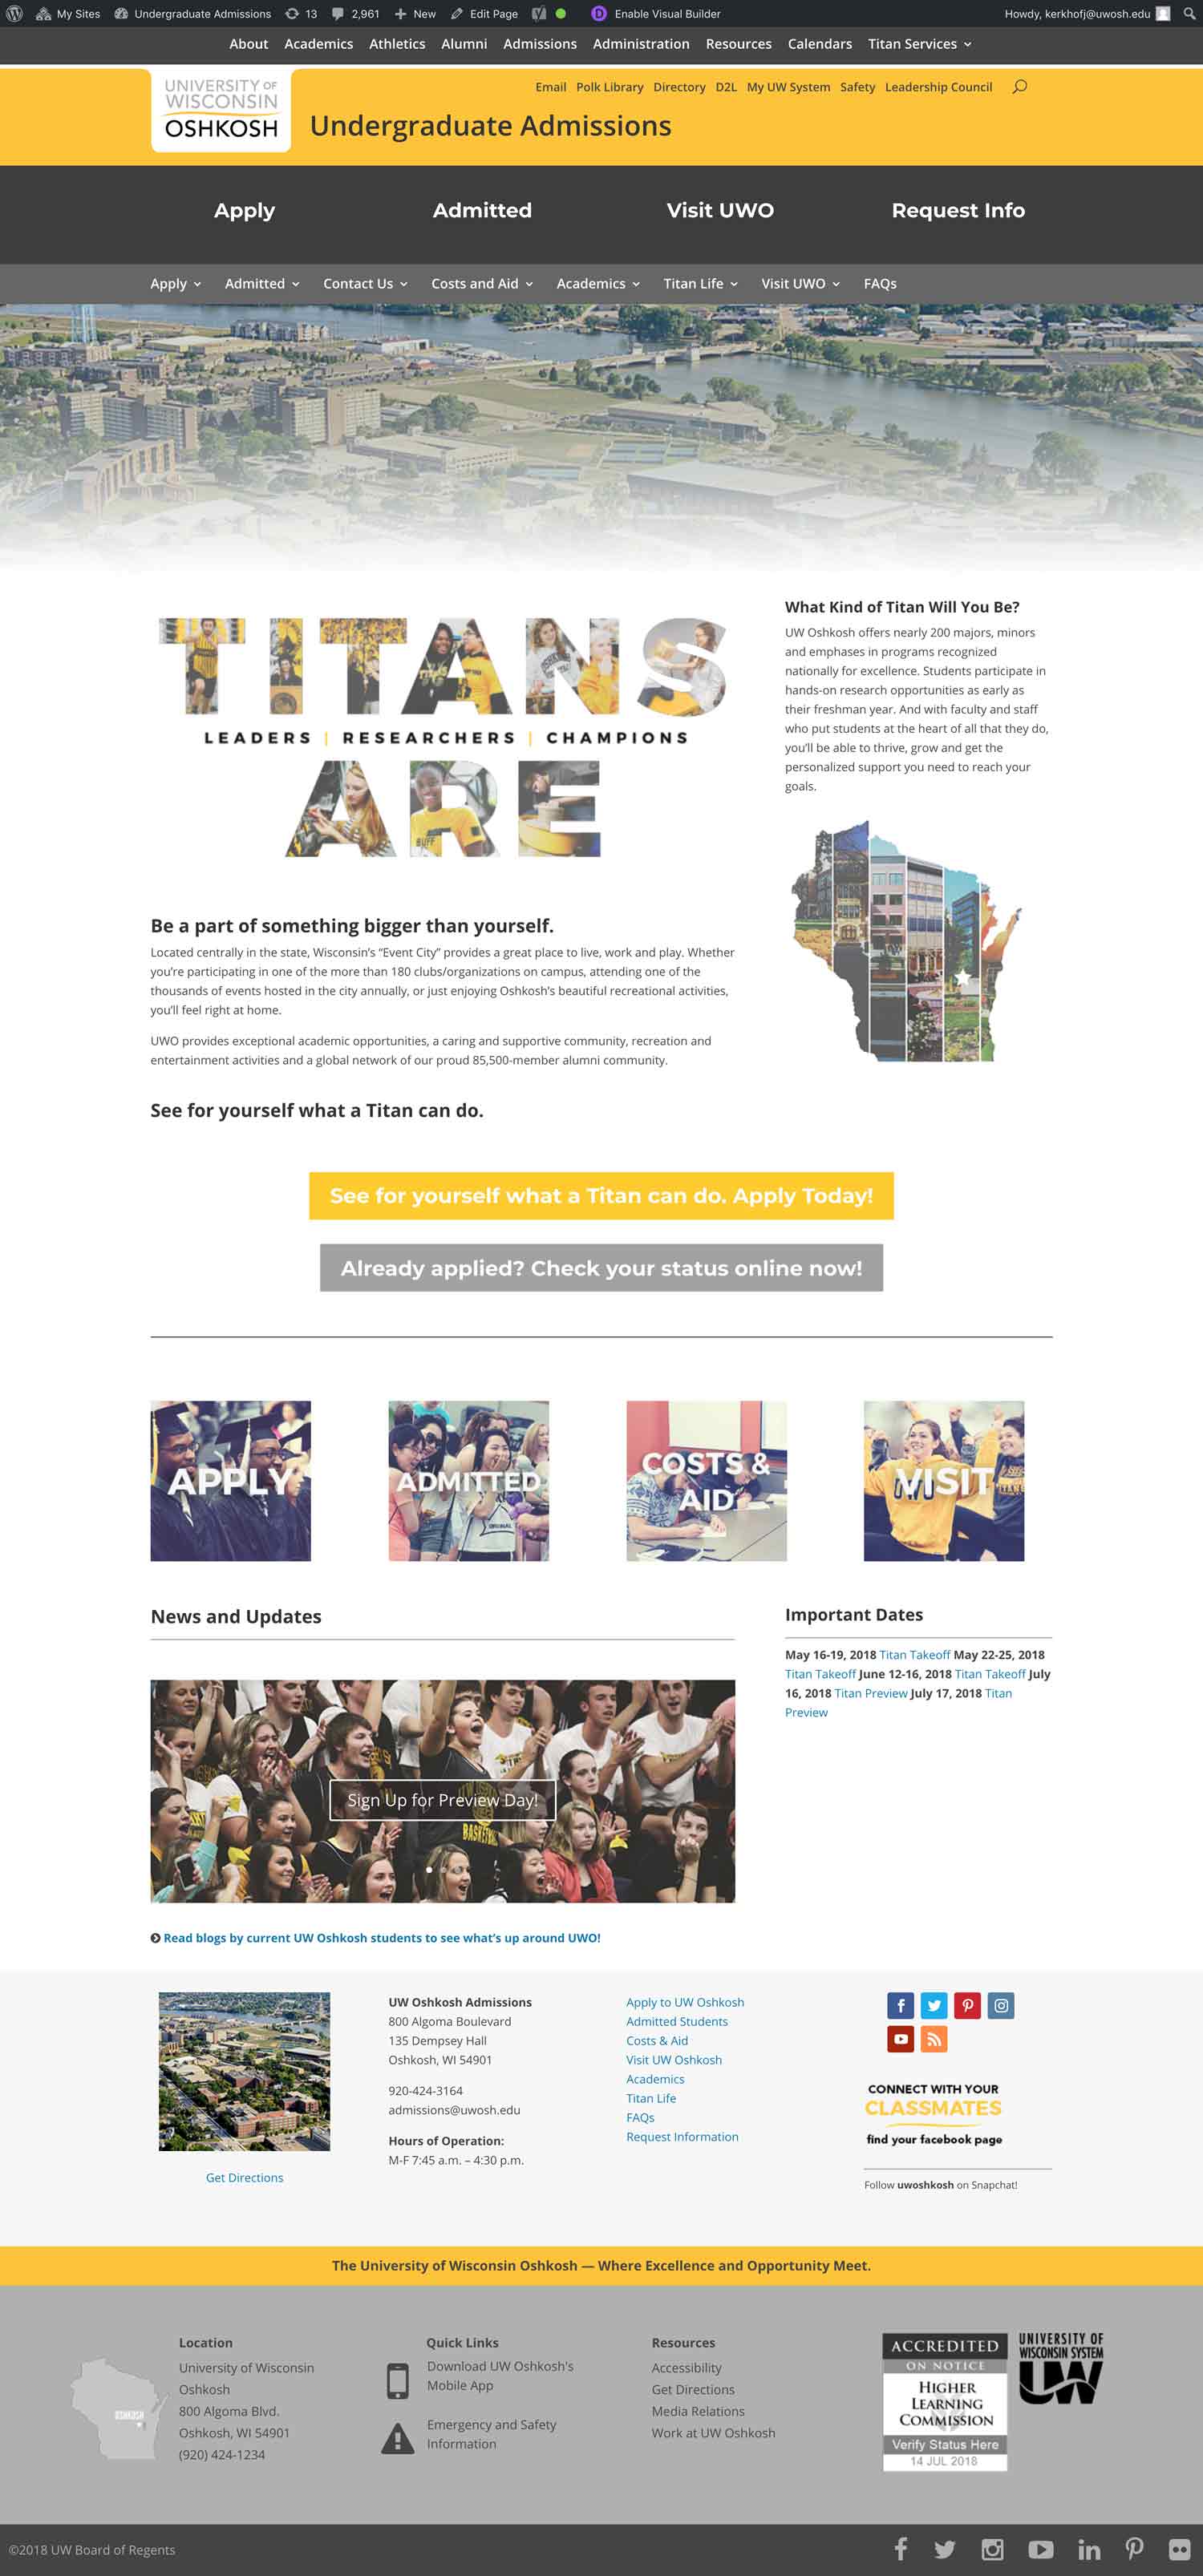 My Sites Undergraduate Admissions 13 2,961 New Edit Page Enable Visual Builder Howdy, kerkhofj@uwosh.edu
About Academics Athletics Alumni Admissions Administration Resources Calendars Titan Services
UNIVERSITY OF
WISCONSIN
OSHKOSH
Email Polk Library Directory D2L My UW System Safety Leadership Council
Undergraduate Admissions
Apply Admitted Visit UWO Request Info
Apply Admitted Contact Us Costs and Aid Academics Titan Life Visit UWO FAQs
TITANS
LEADERS | RESEARCHERS | CHAMPIONS
ARE
What Kind of Titan Will You Be?
UW Oshkosh offers nearly 200 majors, minors
and emphases in programs recognized
nationally for excellence. Students participate in
hands-on research opportunities as early as
their freshman year. And with faculty and staff
who put students at the heart of all that they do,
you'll be able to thrive, grow and get the
personalized support you need to reach your
goals.
Be a part of something bigger than yourself.
Located centrally in the state, Wisconsin's "Event City" provides a great place to live, work and play. Whether
you're participating in one of the more than 180 clubs/organizations on campus, attending one of the
thousands of events hosted in the city annually, or just enjoying Oshkosh's beautiful recreational activities,
you'll feel right at home.
UWO provides exceptional academic opportunities, a caring and supportive community, recreation and
entertainment activities and a global network of our proud 85,500-member alumni community.
See for yourself what a Titan can do.
See for yourself what a Titan can do. Apply Today!
Already applied? Check your status online now!
APPLY
ADMITTED
COSTS &
AID
VISIT
News and Updates
Sign Up for Preview Day!
BASKETBALL
Read blogs by current UW Oshkosh students to see what's up around UWO!
Important Dates
May 16-19, 2018 Titan Takeoff May 22-25, 2018
Titan Takeoff June 12-16, 2018 Titan Takeoff July
16, 2018 Titan Preview July 17, 2018 Titan
Preview
Get Directions
UW Oshkosh Admissions
800 Algoma Boulevard
135 Dempsey Hall
Oshkosh, WI 54901
920-424-3164
admissions@uwosh.edu
Hours of Operation:
M-F 7:45 a.m. – 4:30 p.m.
Apply to UW Oshkosh
Admitted Students
Costs & Aid
Visit UW Oshkosh
Academics
Titan Life
FAQs
Request Information
CONNECT WITH YOUR
CLASSMATES
find your facebook page
Follow uwoshkosh on Snapchat!
The University of Wisconsin Oshkosh — Where Excellence and Opportunity Meet.
OSHKOSH
Location
University of Wisconsin
Oshkosh
800 Algoma Blvd.
Oshkosh, WI 54901
(920) 424-1234
Quick Links
Download UW Oshkosh's
Mobile App
Emergency and Safety
Information
Resources
Accessibility
Get Directions
Media Relations
Work at UW Oshkosh
ACCREDITED
ON NOTICE
HIGHER
LEARNING
COMMISSION
Verify Status Here
14 JUL 2018
UNIVERSITY OF
WISCONSIN SYSTEM
UW
©2018 UW Board of Regents